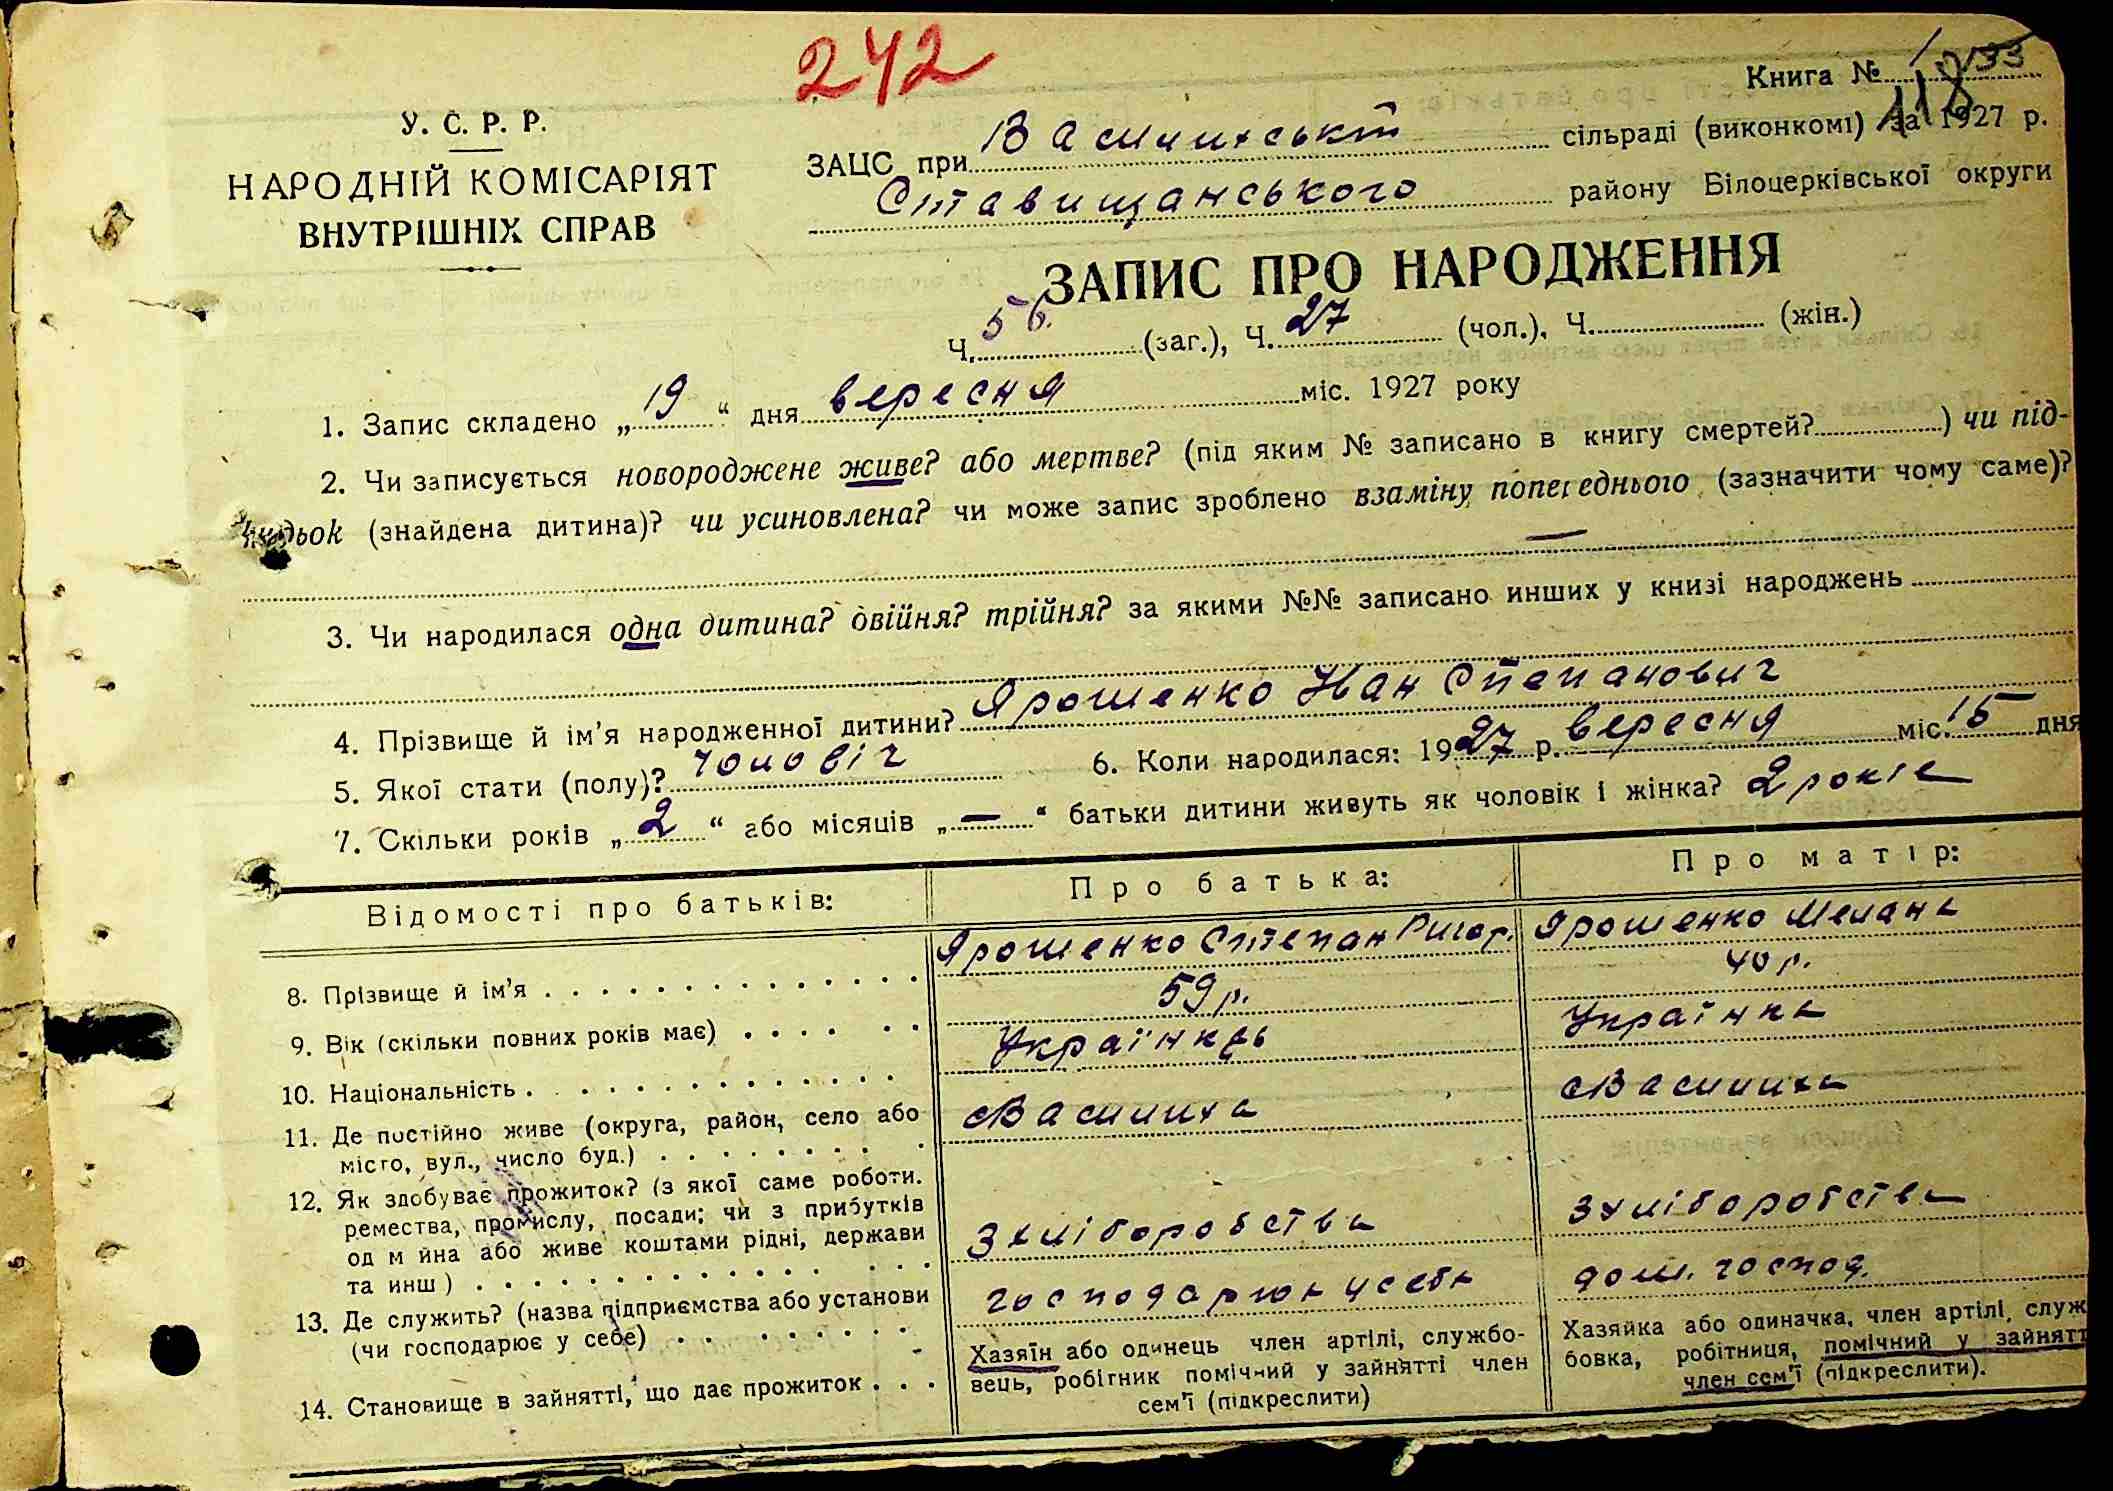 242
Книга № 1
133
118
У. С. Р. Р.
НАРОДНІЙ КОМІСАРІЯТ
ВНУТРІШНІХ СПРАВ
ЗАЦС при Василиській сільраді (виконкомі) за 1927 р.
Ставищанського району Білоцерківської округи
ЗАПИС ПРО НАРОДЖЕННЯ
Ч. 56. (заг.), Ч. 27 (чол.), Ч. (жін.)
1. Запис складено „ 19 “ дня вересня міс. 1927 року
2. Чи записується новороджене живе? або мертве? (під яким № записано в книгу смертей? ) чи під-
кидьок (знайдена дитина)? чи усиновлена? чи може запис зроблено взаміну попереднього (зазначити чому саме)?
—
3. Чи народилася одна дитина? двійня? трійня? за якими №№ записано инших у книзі народжень
4. Прізвище й ім’я народженної дитини? Ярошенко Іван Степанович
5. Якої стати (полу)? чоловіч 6. Коли народилася: 1927 р. вересня міс. 15 дня
7. Скільки років „ 2 “ або місяців „ — “ батьки дитини живуть як чоловік і жінка? 2 років
Відомості про батьків: Про батька: Про матір:
8. Прізвище й ім’я Ярошенко Степан Григор. Ярошенко Мелана
9. Вік (скільки повних років має) 59 р. 40 р.
10. Національність Українець Українка
11. Де постійно живе (округа, район, село або
місто, вул., число буд.) с Василиха с Василиха
12. Як здобуває прожиток? (з якої саме роботи.
ремества, промислу, посади; чи з прибутків
од м йна або живе коштами рідні, держави
та инш ) З хліборобства З хліборобства
13. Де служить? (назва підприємства або установи
(чи господарює у себе) господарює у себе дом. господ.
14. Становище в зайнятті, що дає прожиток
Хазяїн або одинець член артілі, службо-
вець, робітник помічний у зайнятті член
сем’ї (підкреслити)
Хазяйка або одиначка, член артілі, служ
бовка, робітниця, помічний у зайнятт
член сем’ї (підкреслити).